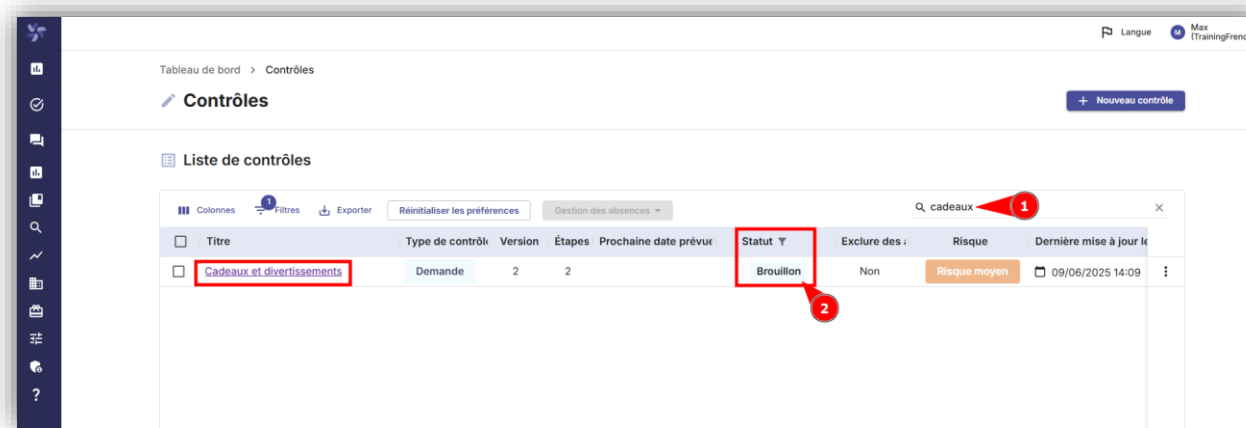 Langue
M
Max
(TrainingFrenc
Tableau de bord > Contrôles
Contrôles
+ Nouveau contrôle
Liste de contrôles
Colonnes
1
Filtres
Exporter
Réinitialiser les préférences
Gestion des absences
cadeaux
1
Titre
Type de contrôle
Version
Étapes
Prochaine date prévue
Statut
Exclure des
Risque
Dernière mise à jour le
Cadeaux et divertissements
Demande
2
2
Brouillon
Non
Risque moyen
09/06/2025 14:09
2
?